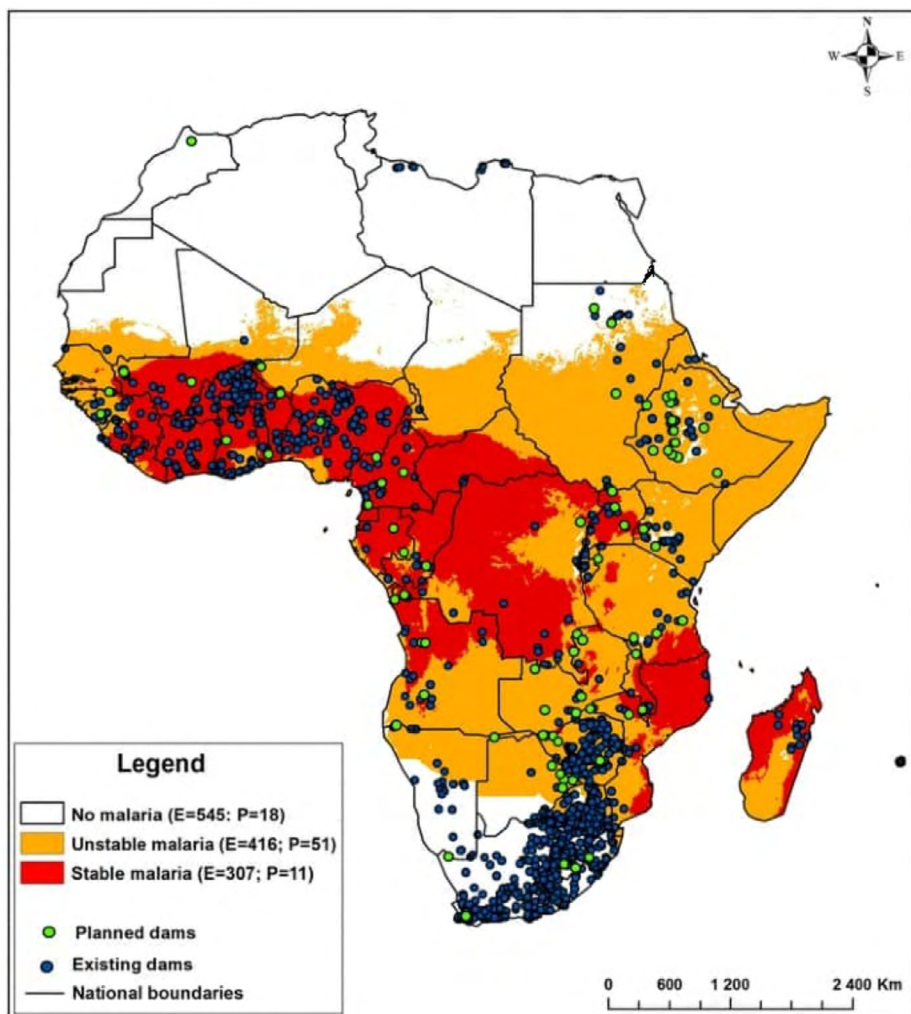 N
W E
S
Legend
No malaria (E=545: P=18)
Unstable malaria (E=416; P=51)
Stable malaria (E=307; P=11)
Planned dams
Existing dams
National boundaries
0 600 1 200 2 400 Km